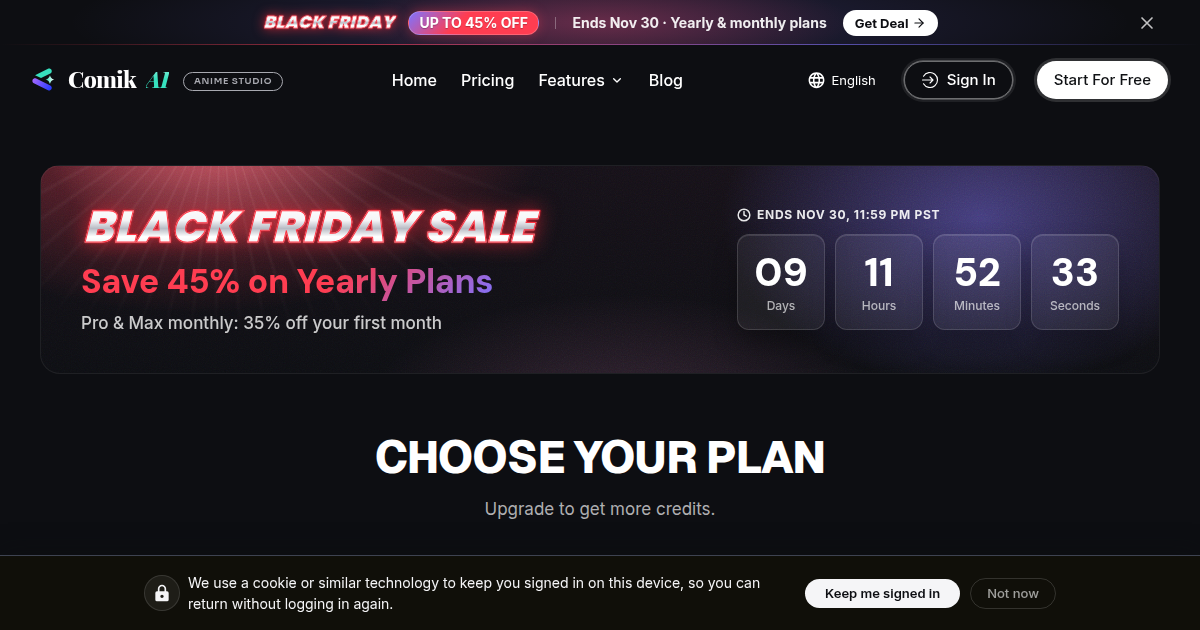 BLACK FRIDAY UP TO 45% OFF Ends Nov 30 · Yearly & monthly plans Get Deal →
Comik AI ANIME STUDIO Home Pricing Features Blog English Sign In Start For Free
BLACK FRIDAY SALE
Save 45% on Yearly Plans
Pro & Max monthly: 35% off your first month
ENDS NOV 30, 11:59 PM PST
09 11 52 33
Days Hours Minutes Seconds
CHOOSE YOUR PLAN
Upgrade to get more credits.
We use a cookie or similar technology to keep you signed in on this device, so you can
return without logging in again.
Keep me signed in Not now